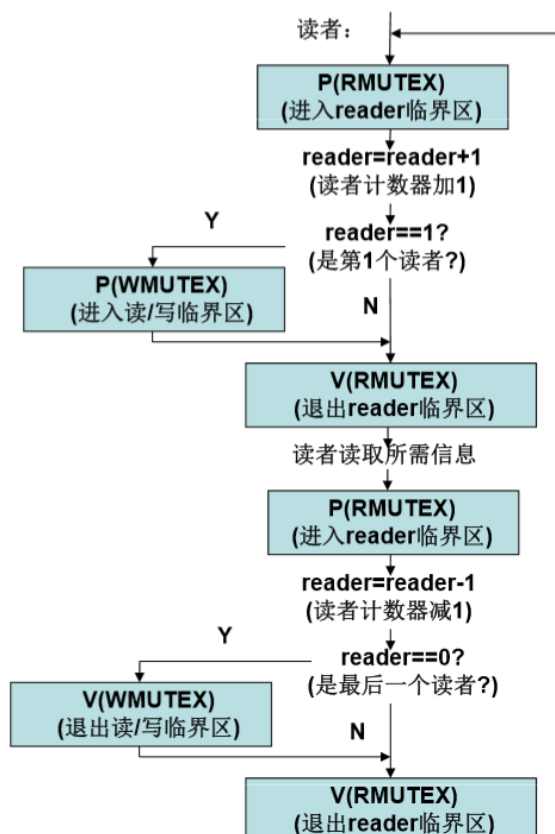 读者：
P(RMUTEX)
(进入reader临界区)
reader=reader+1
(读者计数器加1)
Y
reader==1?
(是第1个读者?)
P(WMUTEX)
(进入读/写临界区)
N
V(RMUTEX)
(退出reader临界区)
读者读取所需信息
P(RMUTEX)
(进入reader临界区)
reader=reader-1
(读者计数器减1)
Y
reader==0?
(是最后一个读者?)
V(WMUTEX)
(退出读/写临界区)
N
V(RMUTEX)
(退出reader临界区)